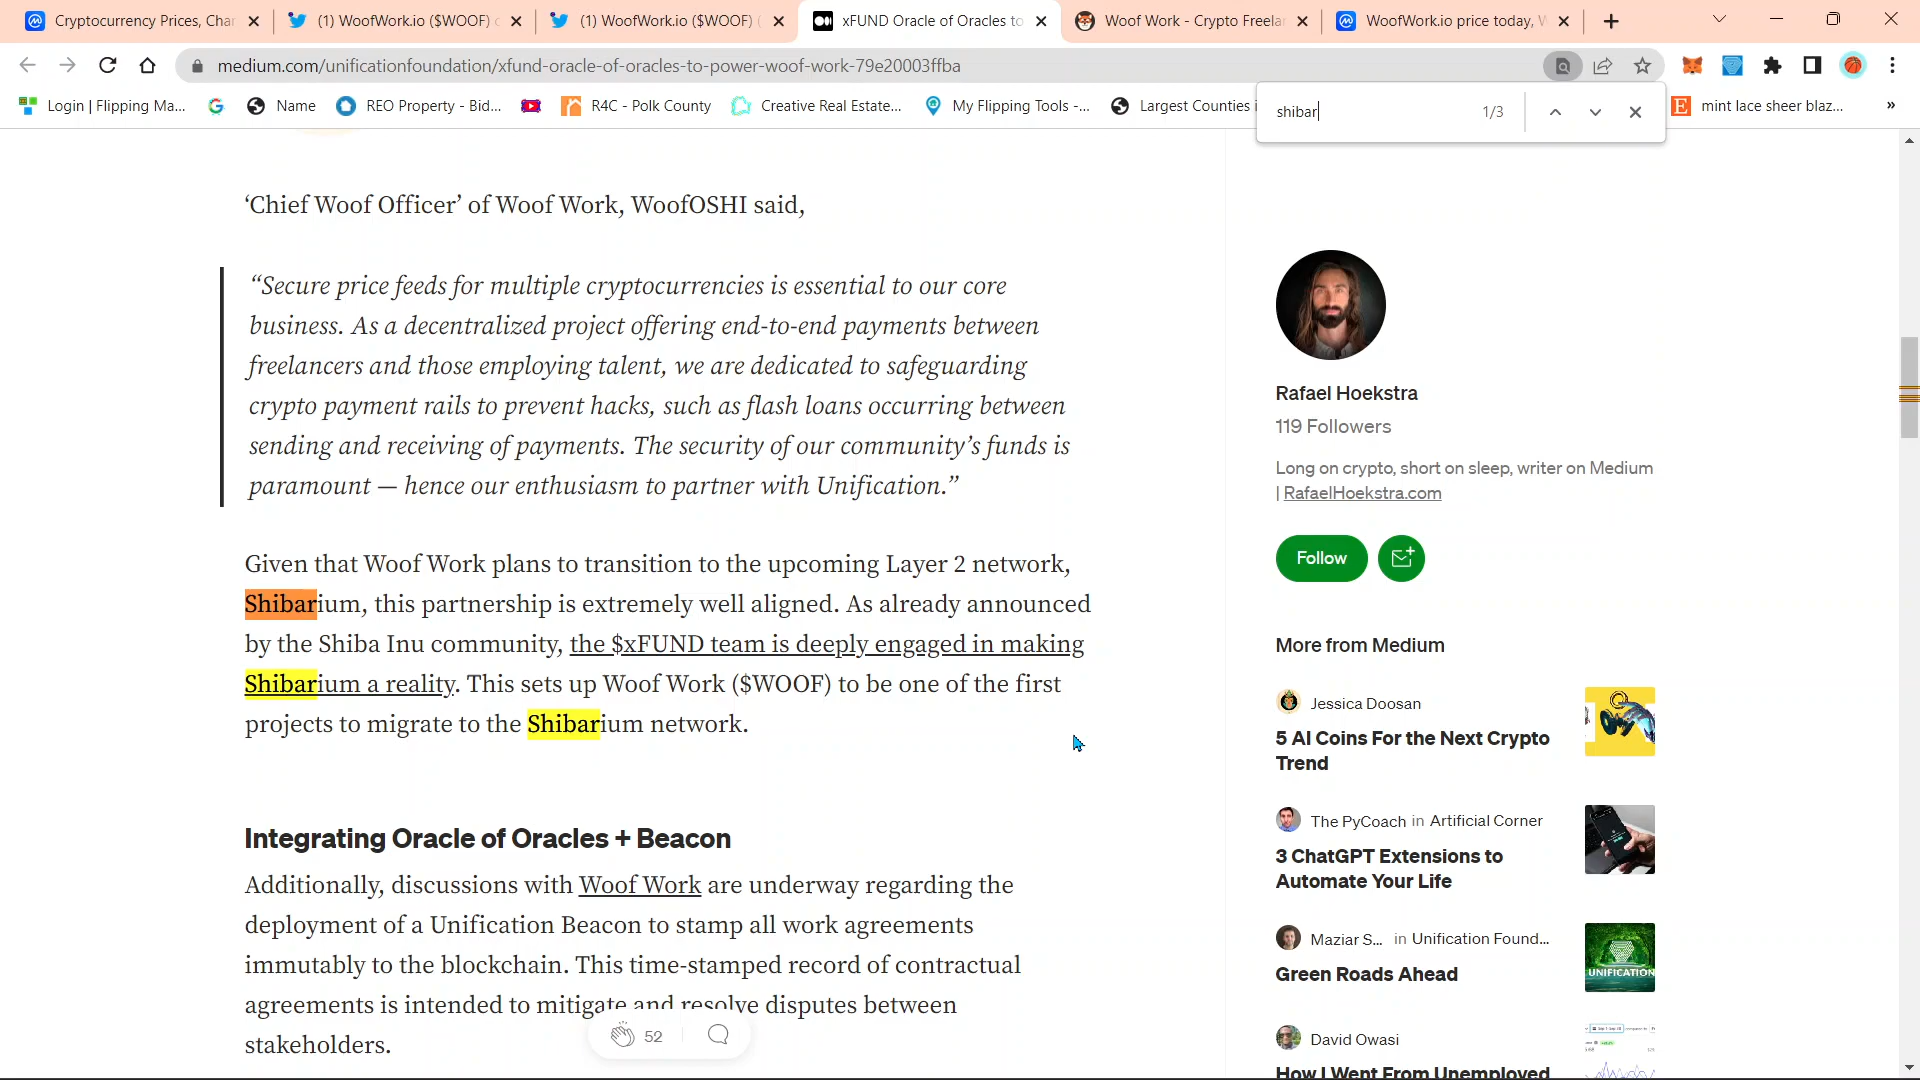 Cryptocurrency Prices, Char
(1) WoofWork.io ($WOOF) o
(1) WoofWork.io ($WOOF) (
xFUND Oracle of Oracles to
Woof Work - Crypto Freelan
WoofWork.io price today, W
medium.com/unificationfoundation/xfund-oracle-of-oracles-to-power-woof-work-79e20003ffba
Login | Flipping Ma...
Name
REO Property - Bid...
R4C - Polk County
Creative Real Estate...
My Flipping Tools -...
Largest Counties i
mint lace sheer blaz...
»
shibar
1/3
‘Chief Woof Officer’ of Woof Work, WoofOSHI said,
“Secure price feeds for multiple cryptocurrencies is essential to our core
business. As a decentralized project offering end-to-end payments between
freelancers and those employing talent, we are dedicated to safeguarding
crypto payment rails to prevent hacks, such as flash loans occurring between
sending and receiving of payments. The security of our community’s funds is
paramount — hence our enthusiasm to partner with Unification.”
Given that Woof Work plans to transition to the upcoming Layer 2 network,
Shibarium, this partnership is extremely well aligned. As already announced
by the Shiba Inu community, the $xFUND team is deeply engaged in making
Shibarium a reality. This sets up Woof Work ($WOOF) to be one of the first
projects to migrate to the Shibarium network.
Integrating Oracle of Oracles + Beacon
Additionally, discussions with Woof Work are underway regarding the
deployment of a Unification Beacon to stamp all work agreements
immutably to the blockchain. This time-stamped record of contractual
agreements is intended to mitigate and resolve disputes between
stakeholders.
52
Rafael Hoekstra
119 Followers
Long on crypto, short on sleep, writer on Medium
| RafaelHoekstra.com
Follow
More from Medium
Jessica Doosan
5 AI Coins For the Next Crypto
Trend
The PyCoach in Artificial Corner
3 ChatGPT Extensions to
Automate Your Life
Maziar S... in Unification Found...
Green Roads Ahead
UNIFICATION
David Owasi
How I Went From Unemployed